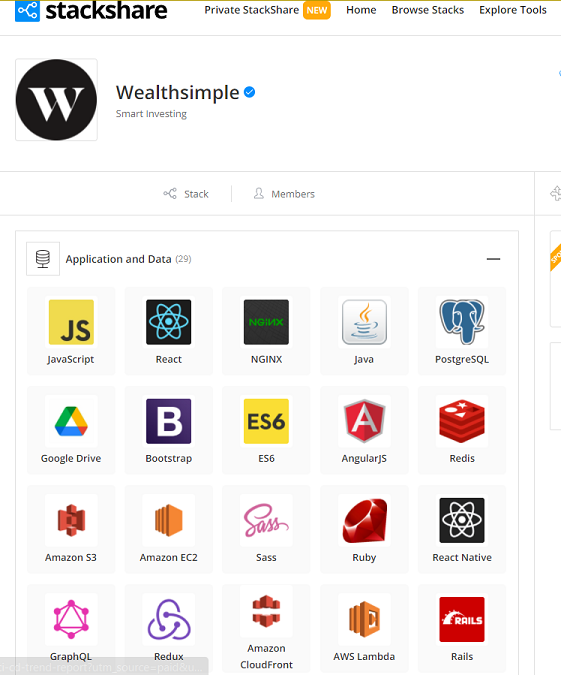 stackshare Private StackShare NEW Home Browse Stacks Explore Tools
W
Wealthsimple
Smart Investing
Stack Members
Application and Data (29)
JS NGINX
JavaScript React NGINX Java PostgreSQL
B ES6 A
Google Drive Bootstrap ES6 AngularJS Redis
Sass
Amazon S3 Amazon EC2 Sass Ruby React Native
RAILS
GraphQL Redux Amazon CloudFront AWS Lambda Rails